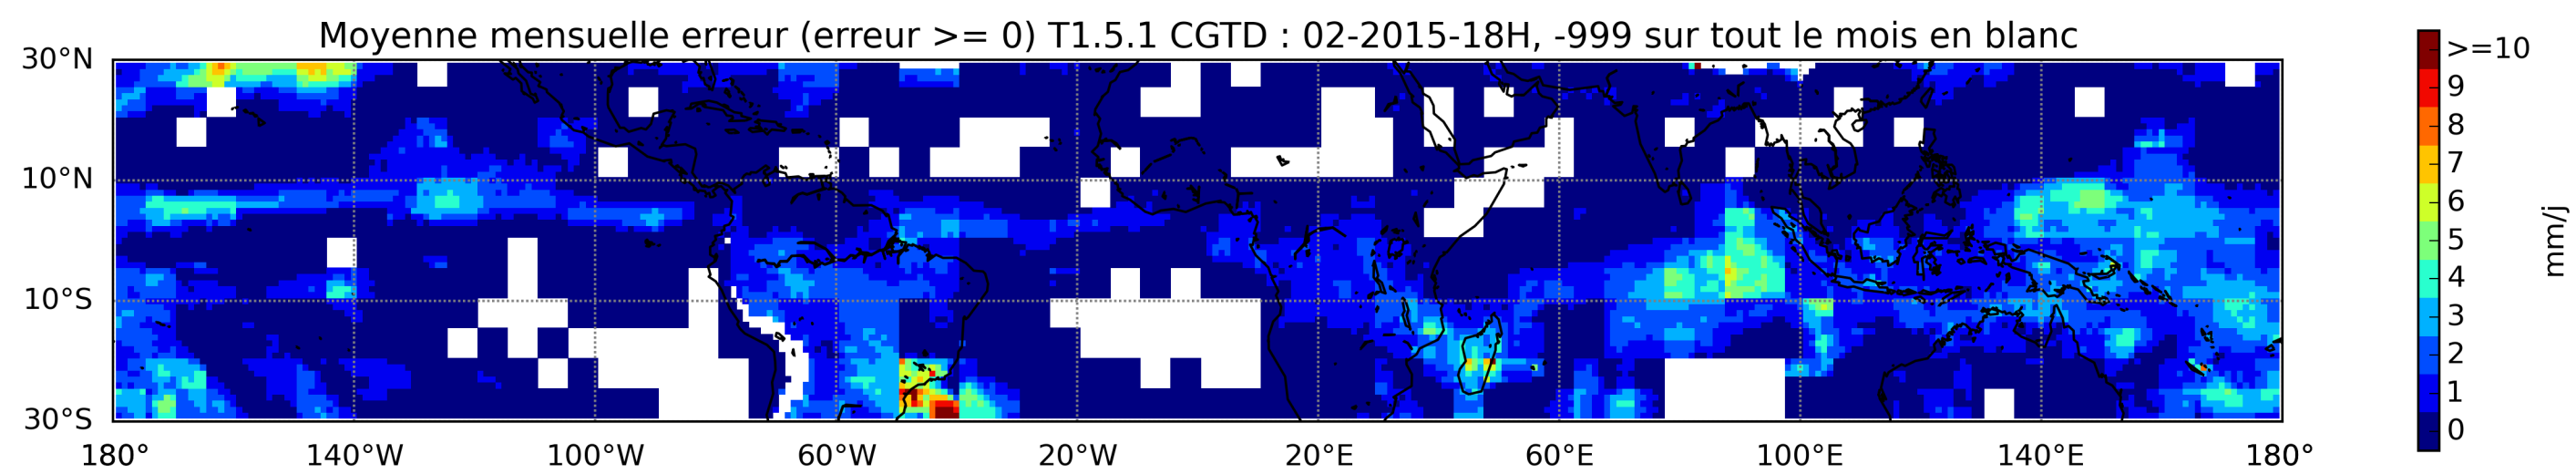 Moyenne mensuelle erreur (erreur >= 0) T1.5.1 CGTD : 02-2015-18H, -999 sur tout le mois en blanc
30°N
10°N
10°S
30°S
180° 140°W 100°W 60°W 20°W 20°E 60°E 100°E 140°E 180°
>=10
9
8
7
6
5
4
3
2
1
0
mm/j